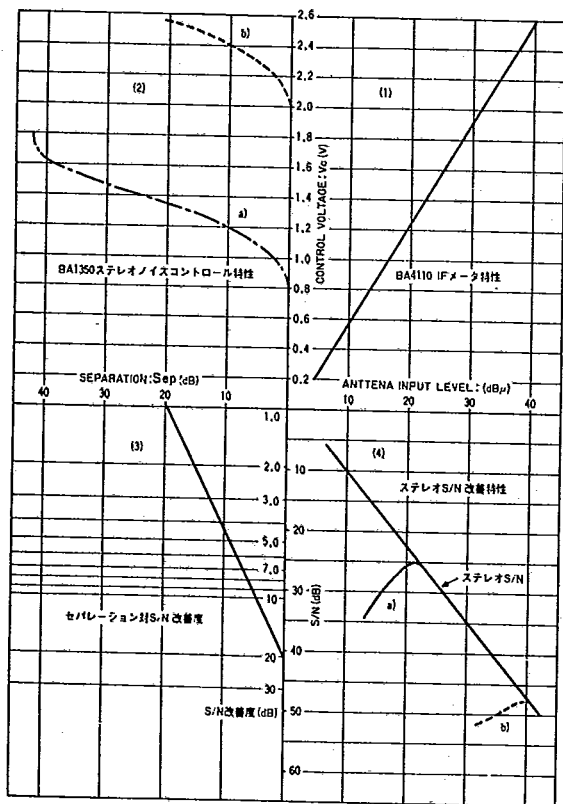 2.6
b)
2.4
2.2
(2)
(1)
2.0
1.8
CONTROL VOLTAGE: Vc (V)
1.6
1.4
a)
1.2
1.0
BA1350ステレオノイズコントロール特性
BA4110 IFメータ特性
0.8
0.6
0.4
0.2
SEPARATION: Sep (dB)
ANTTENA INPUT LEVEL: (dBμ)
40
30
20
10
10
20
30
40
1.0
(3)
(4)
2.0
10
ステレオS/N改善特性
3.0
20
5.0
7.0
ステレオS/N
10
30
S/N (dB)
a)
セパレーション対S/N改善度
20
40
30
S/N改善度(dB)
50
b)
60